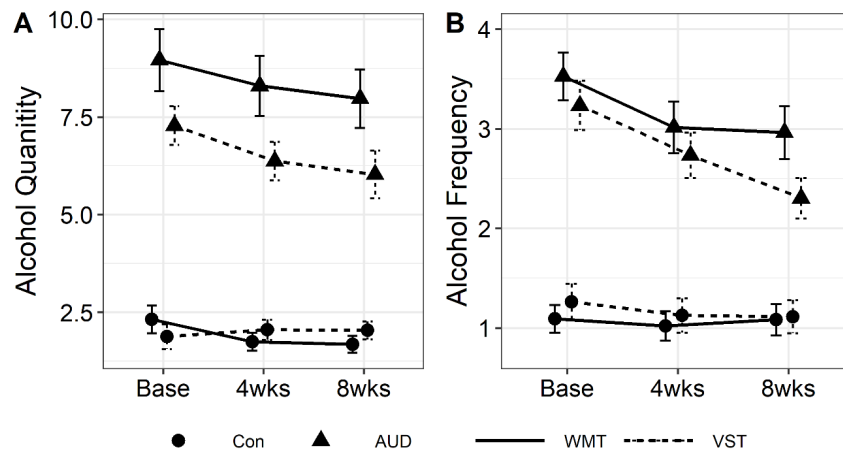 A
B
Alcohol Quanitity
10.0
7.5
5.0
2.5
Base 4wks 8wks
Alcohol Frequency
4
3
2
1
Base 4wks 8wks
Con AUD WMT VST